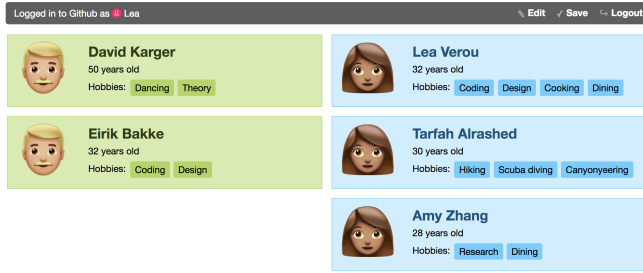 Logged in to Github as Lea
Edit Save Logout
David Karger
50 years old
Hobbies: Dancing Theory
Eirik Bakke
32 years old
Hobbies: Coding Design
Lea Verou
32 years old
Hobbies: Coding Design Cooking Dining
Tarfah Alrashed
30 years old
Hobbies: Hiking Scuba diving Canyonyeering
Amy Zhang
28 years old
Hobbies: Research Dining